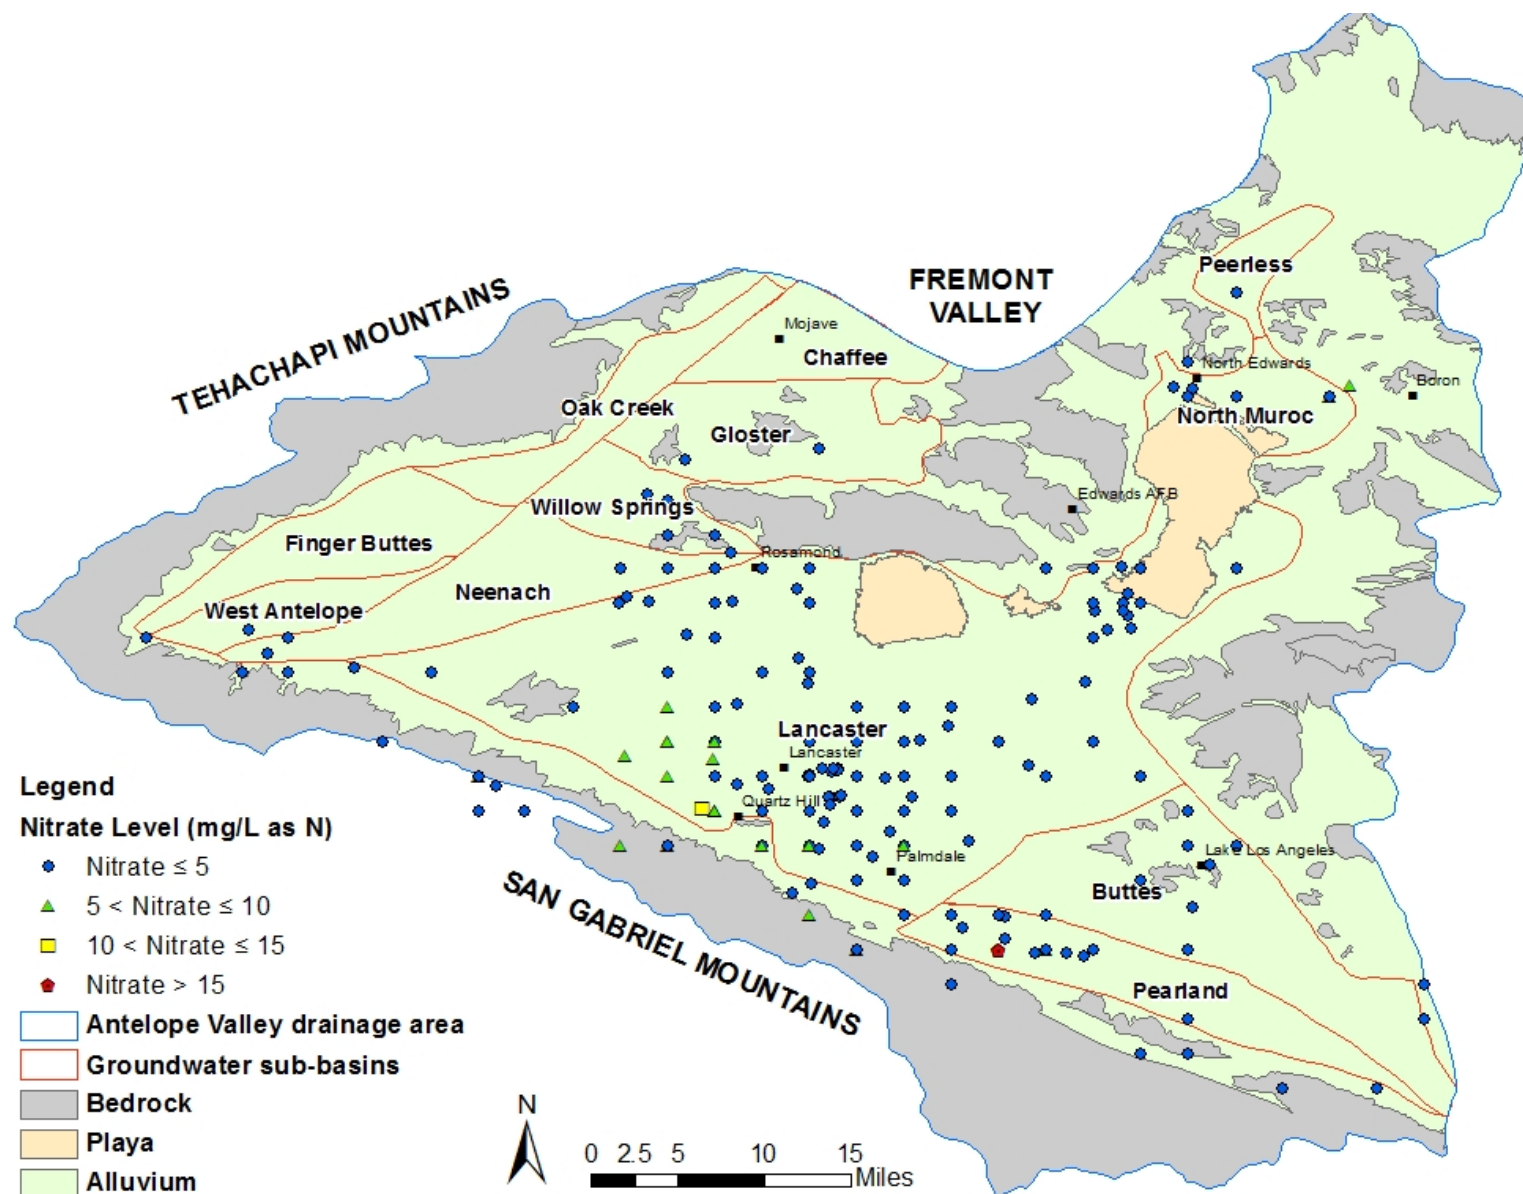 FREMONT
VALLEY
TEHACHAPI MOUNTAINS
Peerless
Mojave
Chaffee
North Edwards
Boron
Oak Creek
North Muroc
Gloster
Edwards AFB
Willow Springs
Finger Buttes
Rosamond
Neenach
West Antelope
Lancaster
Lancaster
Quartz Hill
Palmdale
Lake Los Angeles
Buttes
SAN GABRIEL MOUNTAINS
Pearland
Legend
Nitrate Level (mg/L as N)
Nitrate ≤ 5
5 < Nitrate ≤ 10
10 < Nitrate ≤ 15
Nitrate > 15
Antelope Valley drainage area
Groundwater sub-basins
Bedrock
Playa
Alluvium
N
0 2.5 5 10 15
Miles